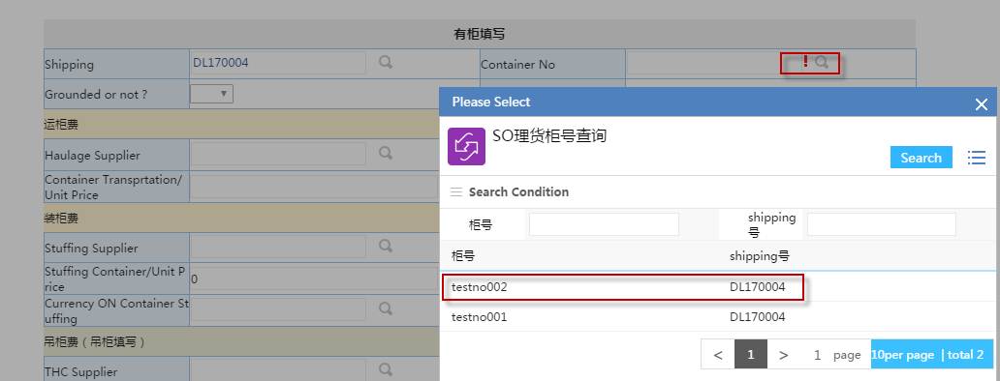 有柜填写
Shipping DL170004 Container No !
Grounded or not ?
运柜费
Haulage Supplier
Container Transprtation/
Unit Price
装柜费
Stuffing Supplier
Stuffing Container/Unit P
rice 0
Currency ON Container St
uffing
吊柜费（吊柜填写）
THC Supplier
Please Select
SO理货柜号查询
Search
Search Condition
柜号 shipping
号
柜号 shipping号
testno002 DL170004
testno001 DL170004
< 1 > 1 page 10per page | total 2